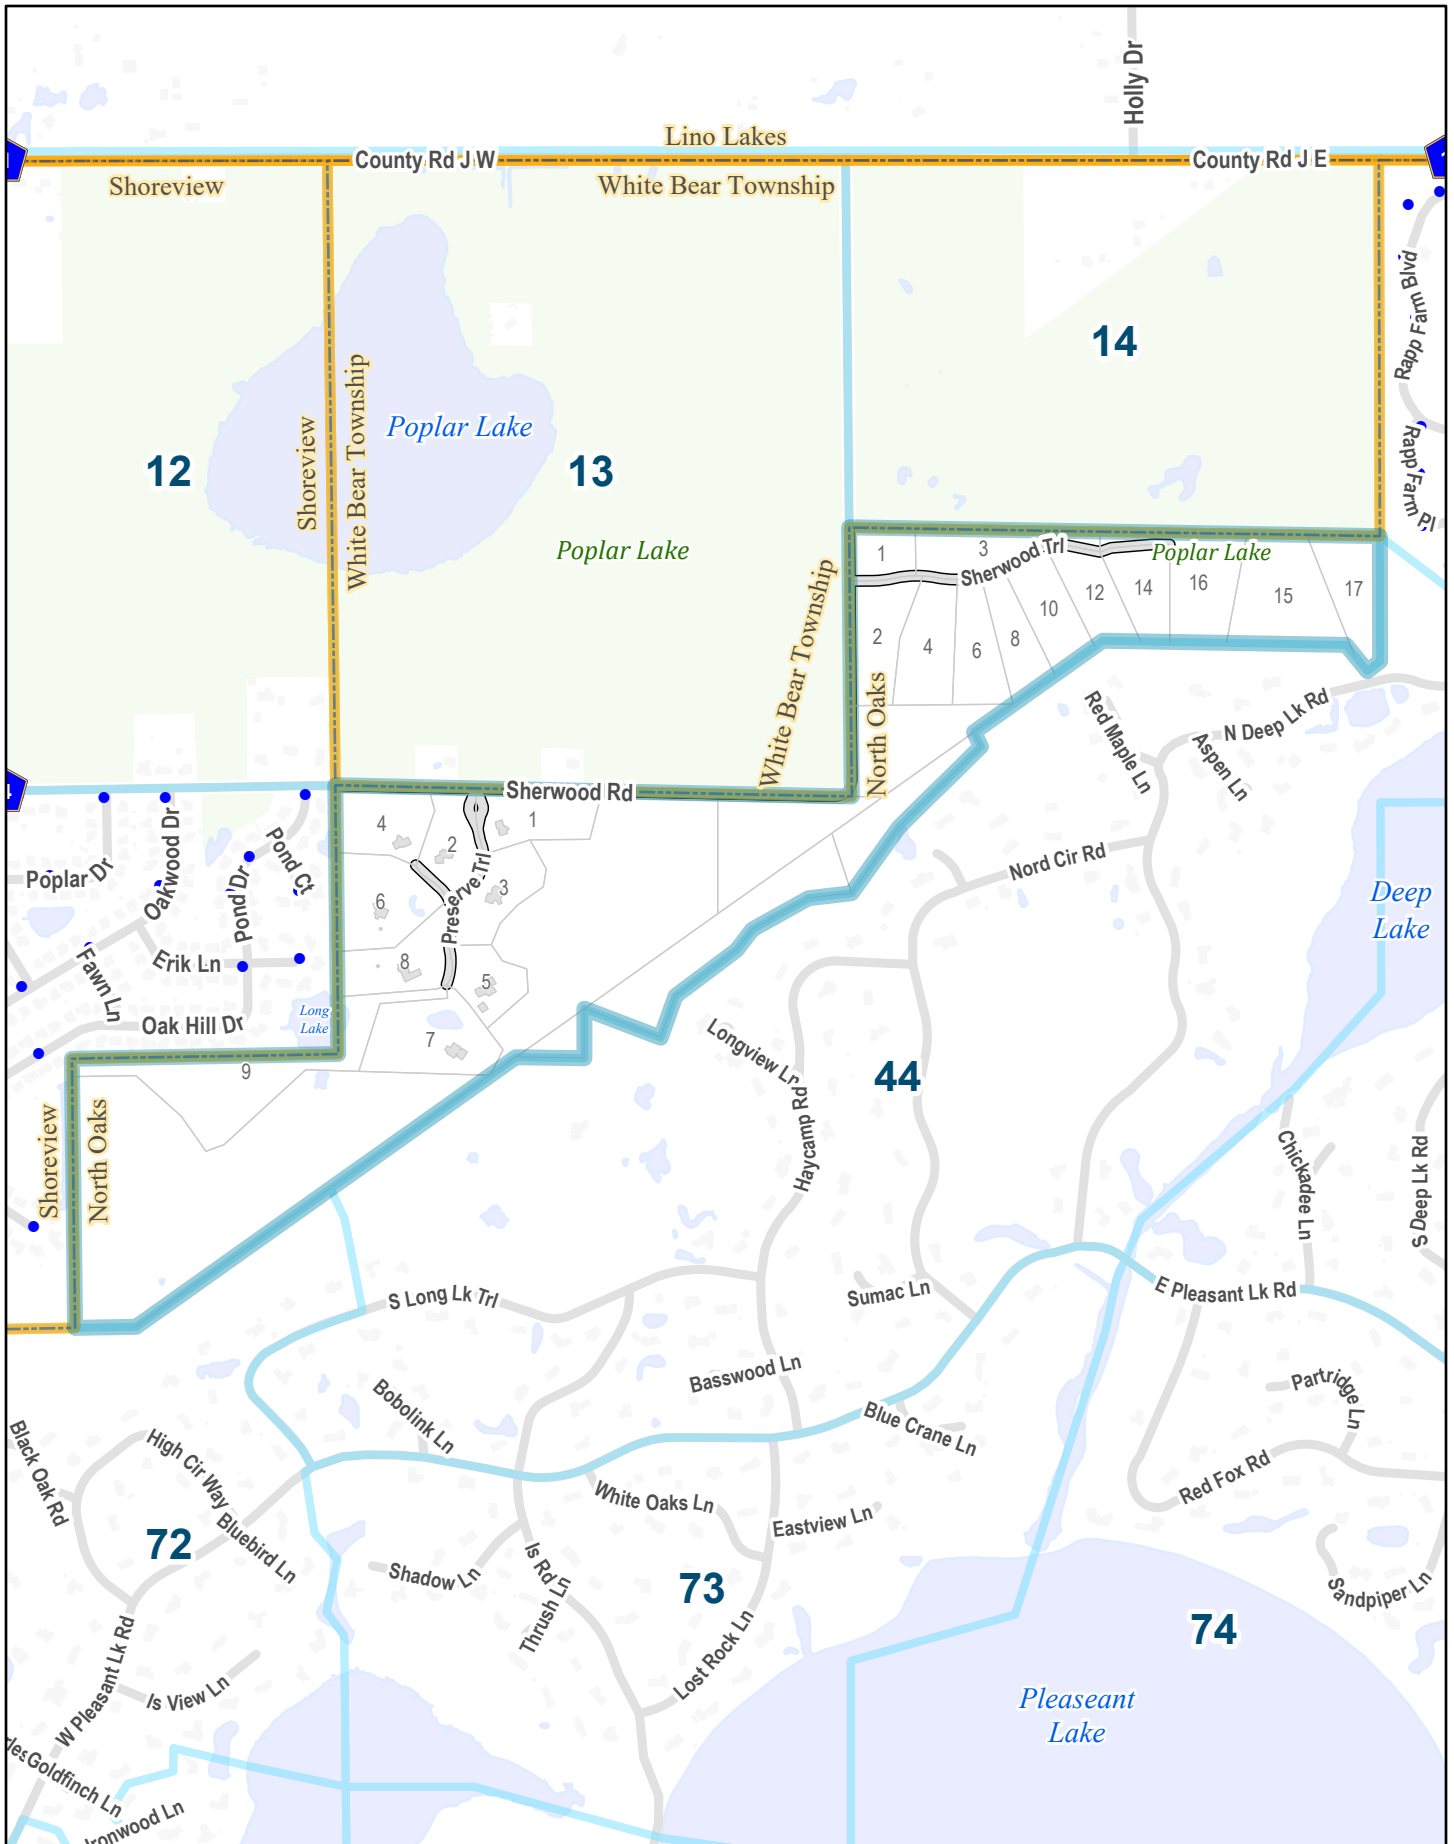 Holly Dr
Lino Lakes
County Rd J W
County Rd J E
Shoreview
White Bear Township
Rapp Farm Blvd
14
Shoreview
White Bear Township
Poplar Lake
12
13
Rapp Farm Pl
Poplar Lake
1
3
Sherwood Trl
Poplar Lake
2
4
6
8
10
12
14
16
15
17
White Bear Township
North Oaks
Red Maple Ln
N Deep Lk Rd
Aspen Ln
Sherwood Rd
4
2
1
Preserve Trl
3
6
8
5
7
9
Poplar Dr
Oakwood Dr
Pond Dr
Pond Ct
Erik Ln
Fawn Ln
Oak Hill Dr
Long
Lake
Nord Cir Rd
Deep
Lake
Longview Ln
Haycamp Rd
44
Shoreview
North Oaks
Chickadee Ln
S Deep Lk Rd
S Long Lk Trl
Sumac Ln
E Pleasant Lk Rd
Basswood Ln
Bobolink Ln
Blue Crane Ln
Partridge Ln
Black Oak Rd
High Cir Way
Bluebird Ln
72
White Oaks Ln
Eastview Ln
Red Fox Rd
Shadow Ln
Is Rd
Thrush Ln
73
Sandpiper Ln
Lost Rock Ln
74
W Pleasant Lk Rd
Is View Ln
Pleaseant
Lake
Goldfinch Ln
Ironwood Ln